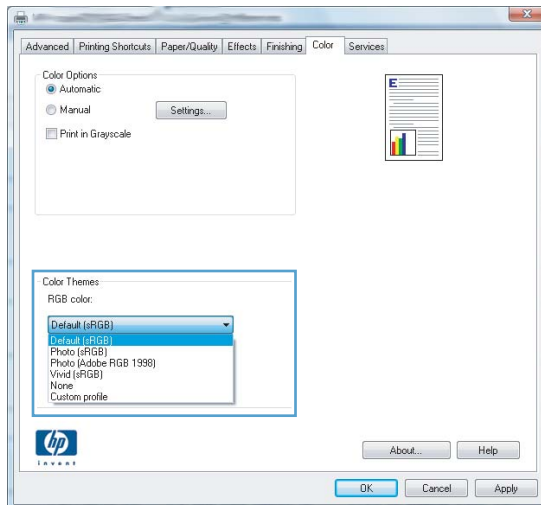 Advanced Printing Shortcuts Paper/Quality Effects Finishing Color Services
Color Options
Automatic
Manual
Settings...
Print in Grayscale
E
Color Themes
RGB color:
Default (sRGB)
Default (sRGB)
Photo (sRGB)
Photo (Adobe RGB 1998)
Vivid (sRGB)
None
Custom profile
hp
invent
About... Help
OK Cancel Apply